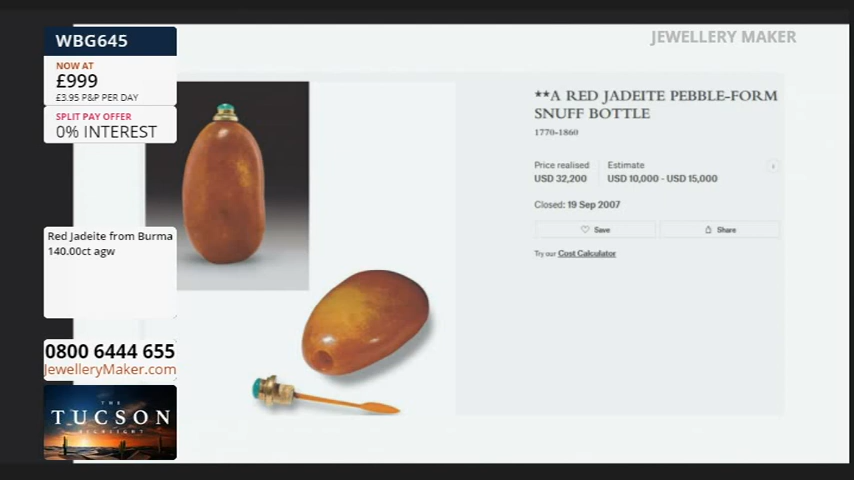 WBG645
NOW AT
£999
£3.95 P&P PER DAY
SPLIT PAY OFFER
0% INTEREST
Red Jadeite from Burma
140.00ct agw
0800 6444 655
JewelleryMaker.com
THE
TUCSON
HIGHLIGHT
JEWELLERY MAKER
**A RED JADEITE PEBBLE-FORM
SNUFF BOTTLE
1770-1860
Price realised
USD 32,200
Estimate
USD 10,000 - USD 15,000
Closed: 19 Sep 2007
Save
Share
Try our Cost Calculator